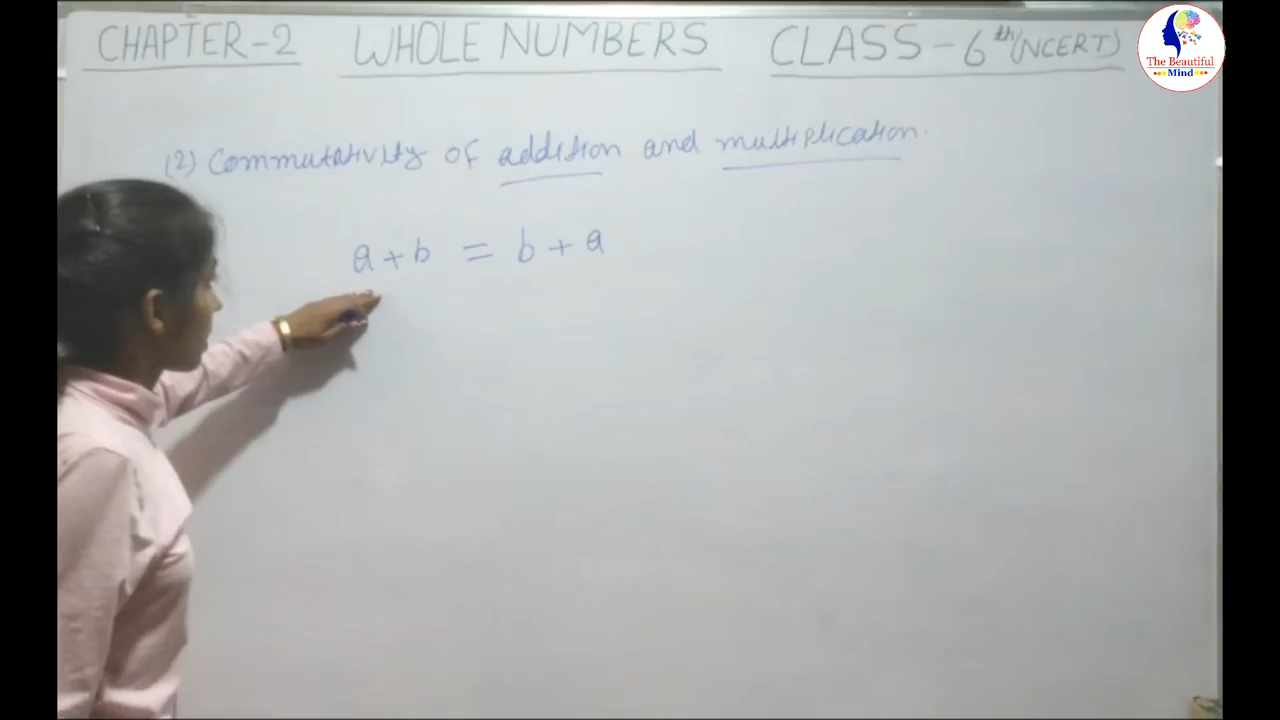 CHAPTER-2 WHOLE NUMBERS CLASS - 6th (NCERT)
The Beautiful
Mind
(2) Commutativity of addition and multiplication.
a + b = b + a